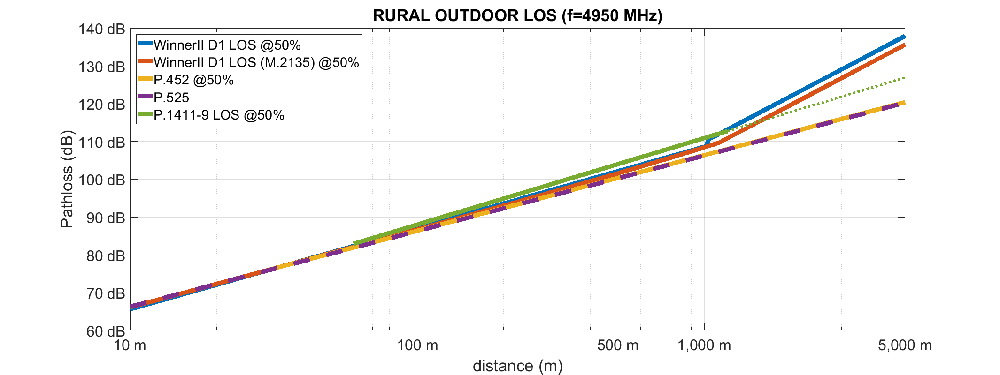 RURAL OUTDOOR LOS (f=4950 MHz)
140 dB
130 dB
120 dB
110 dB
100 dB
90 dB
80 dB
70 dB
60 dB
Pathloss (dB)
WinnerII D1 LOS @50%
WinnerII D1 LOS (M.2135) @50%
P.452 @50%
P.525
P.1411-9 LOS @50%
10 m
100 m
500 m
1,000 m
5,000 m
distance (m)